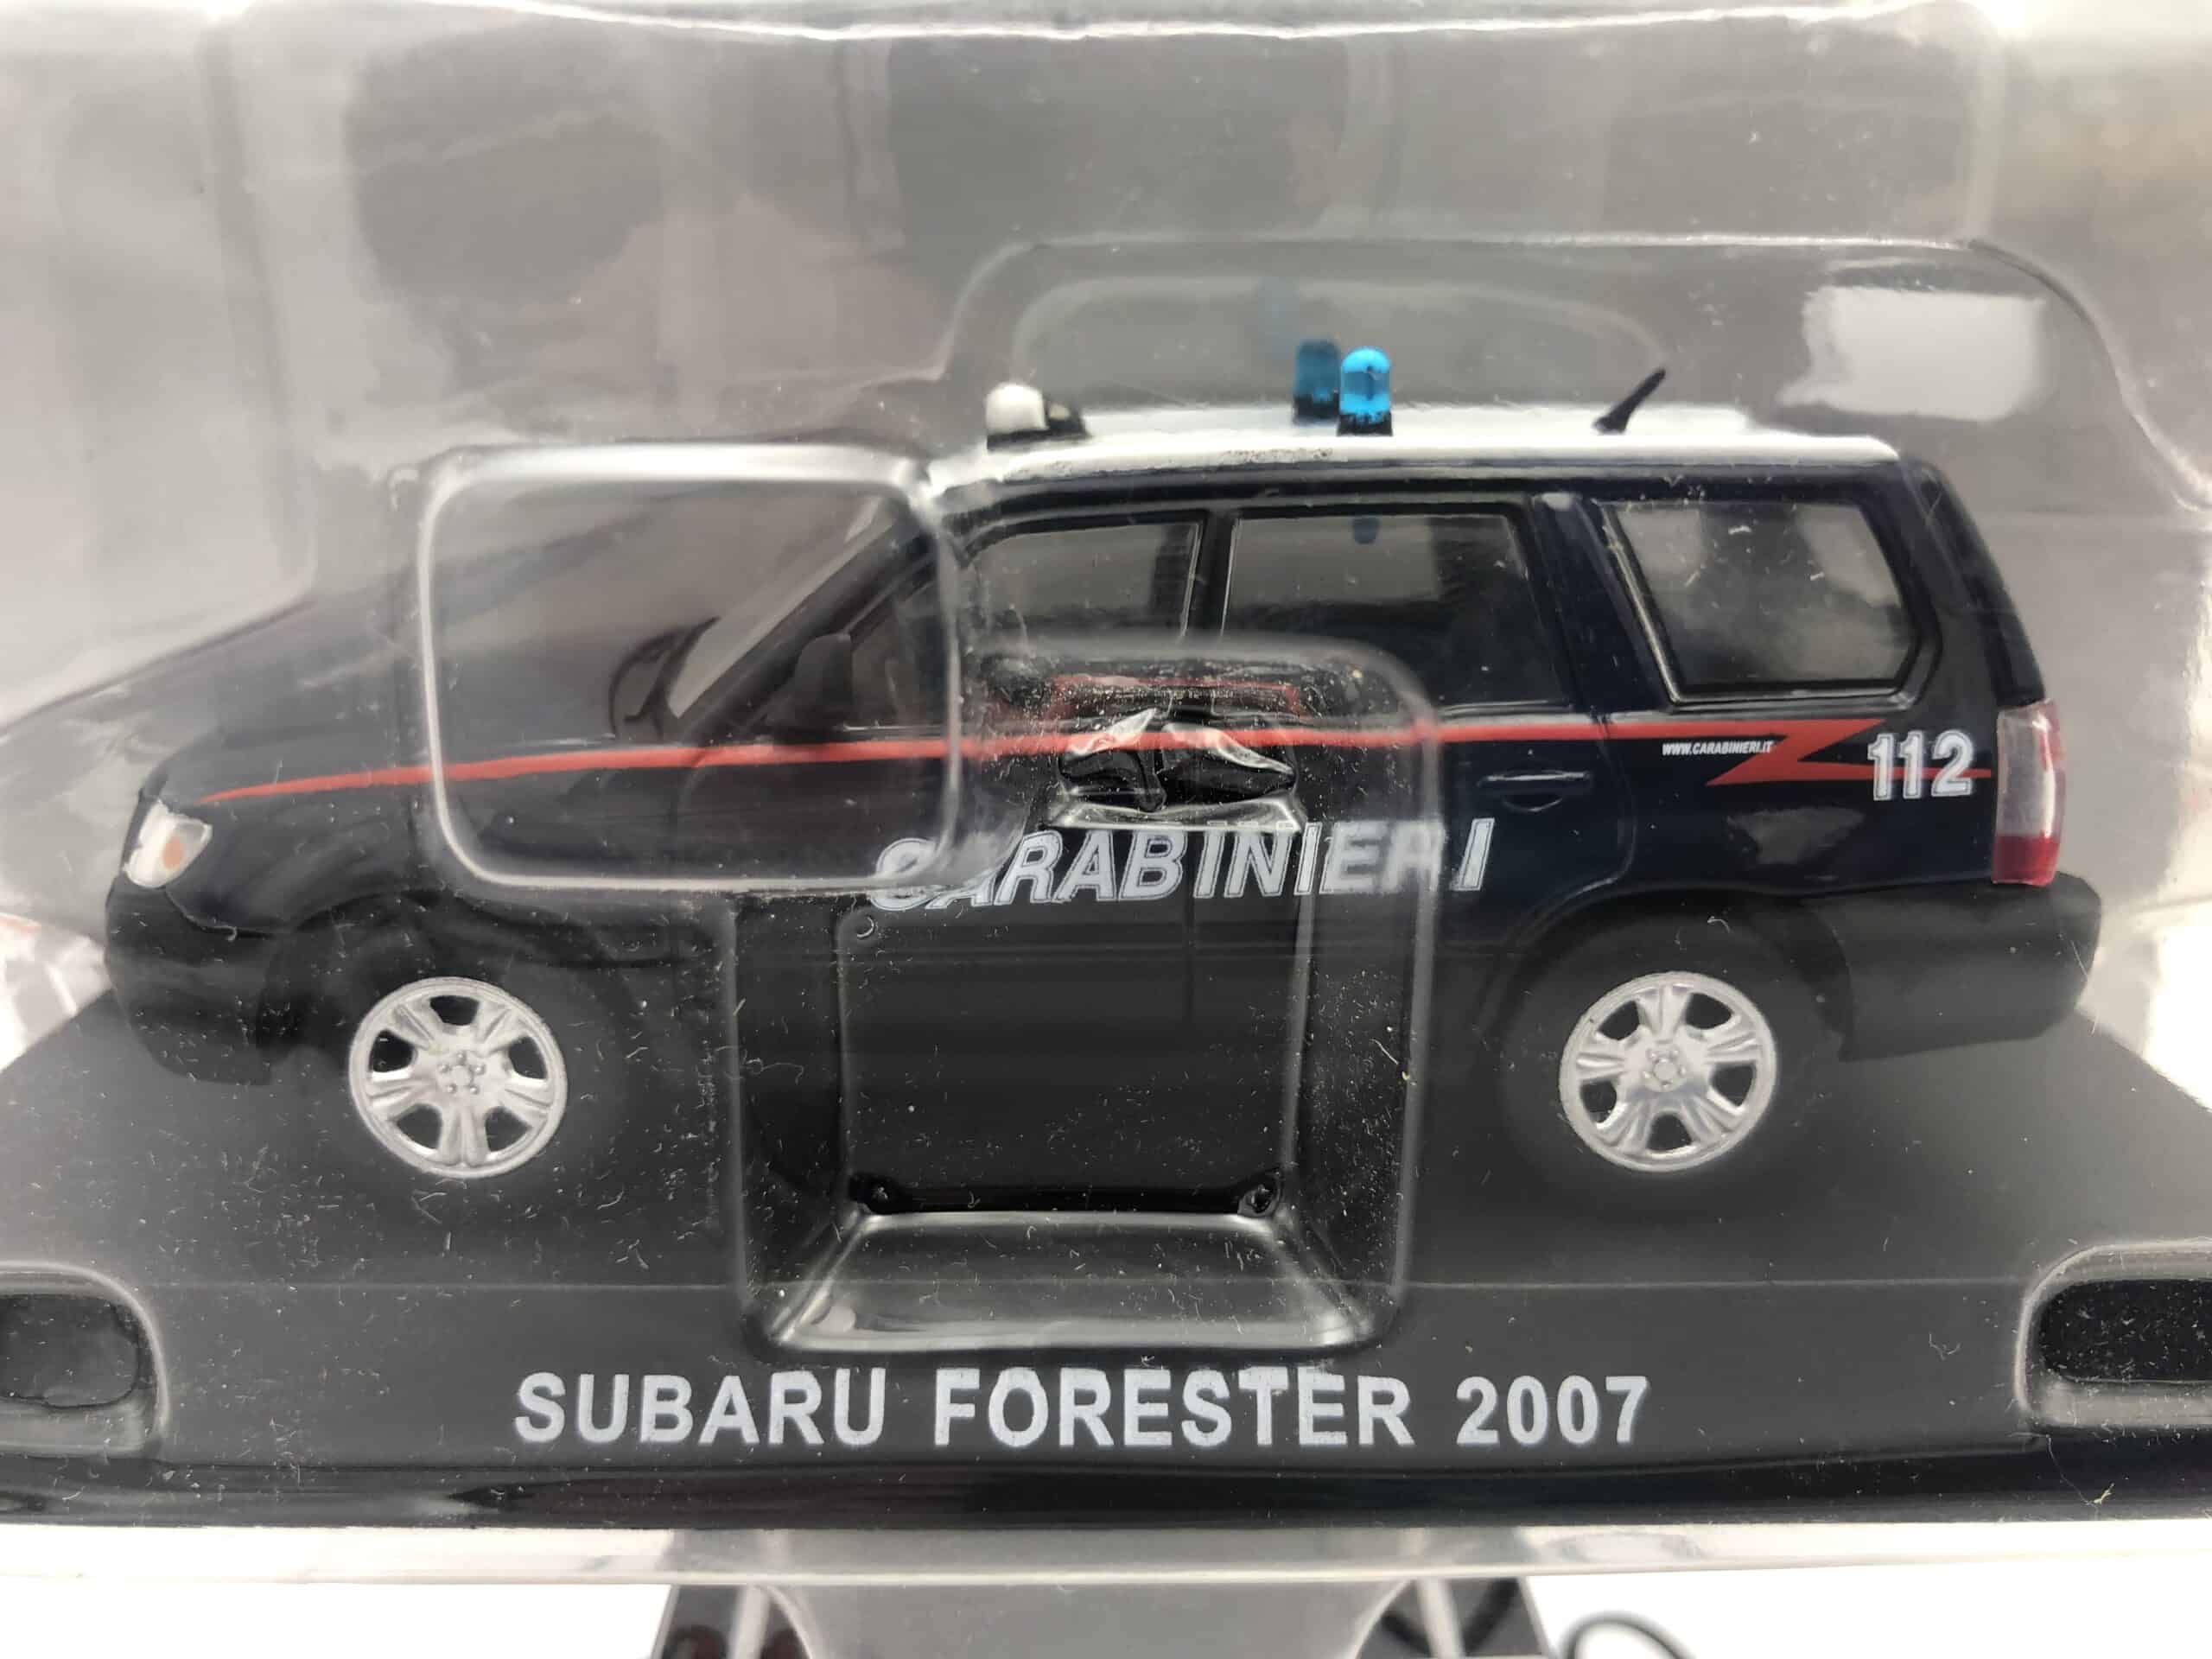 WWW.CARABINIERI.IT
112
CARABINIERI
SUBARU FORESTER 2007